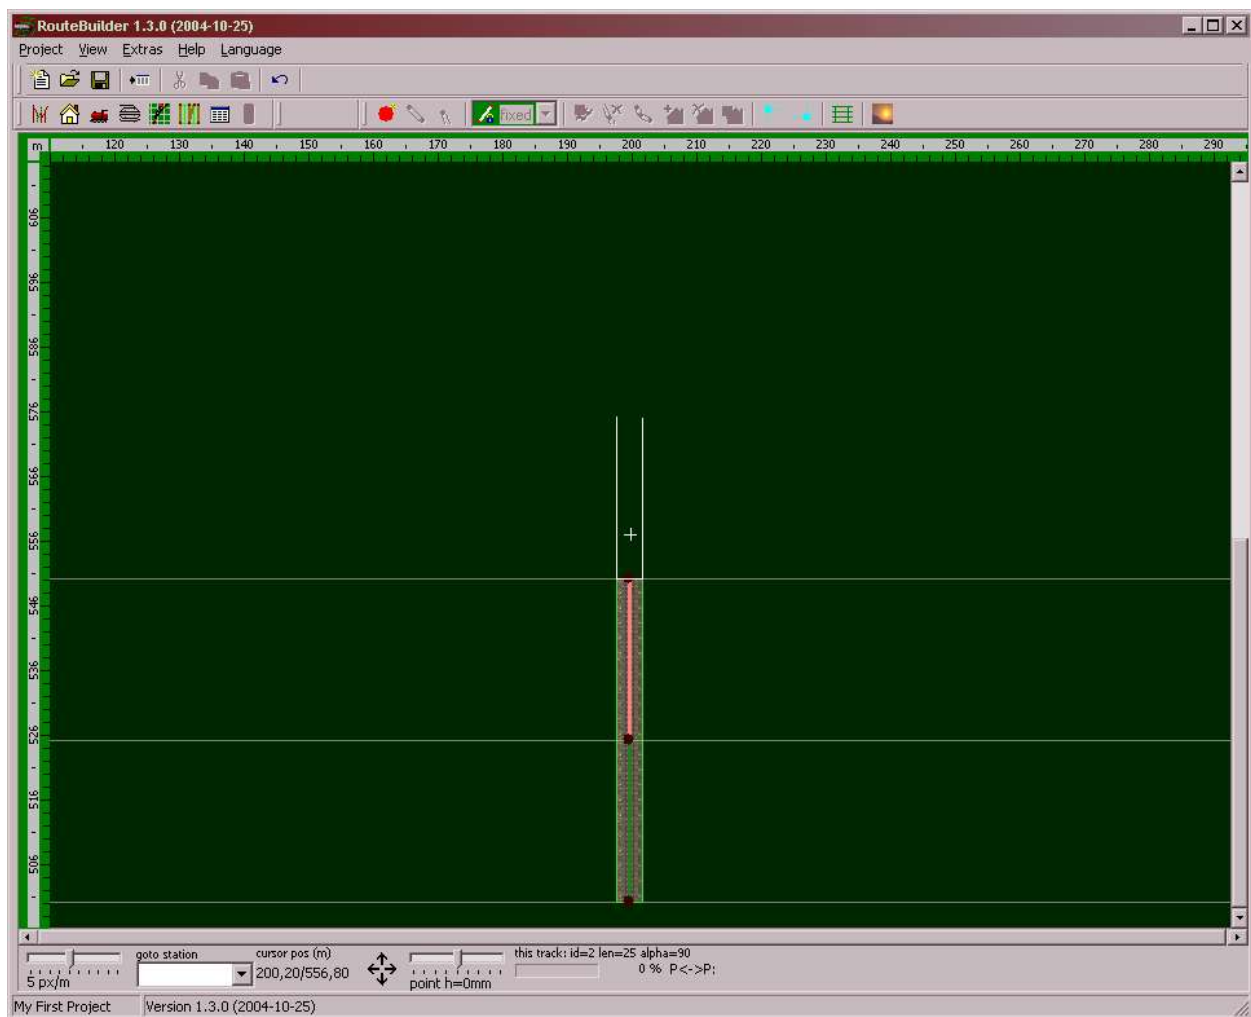 RouteBuilder 1.3.0 (2004-10-25)
Project View Extras Help Language
fixed
m 120 130 140 150 160 170 180 190 200 210 220 230 240 250 260 270 280 290
606
596
586
576
566
556
546
536
526
516
506
goto station cursor pos (m) this track: id=2 len=25 alpha=90
200,20/556,80 0 % P<->P:
5 px/m point h=0mm
My First Project Version 1.3.0 (2004-10-25)